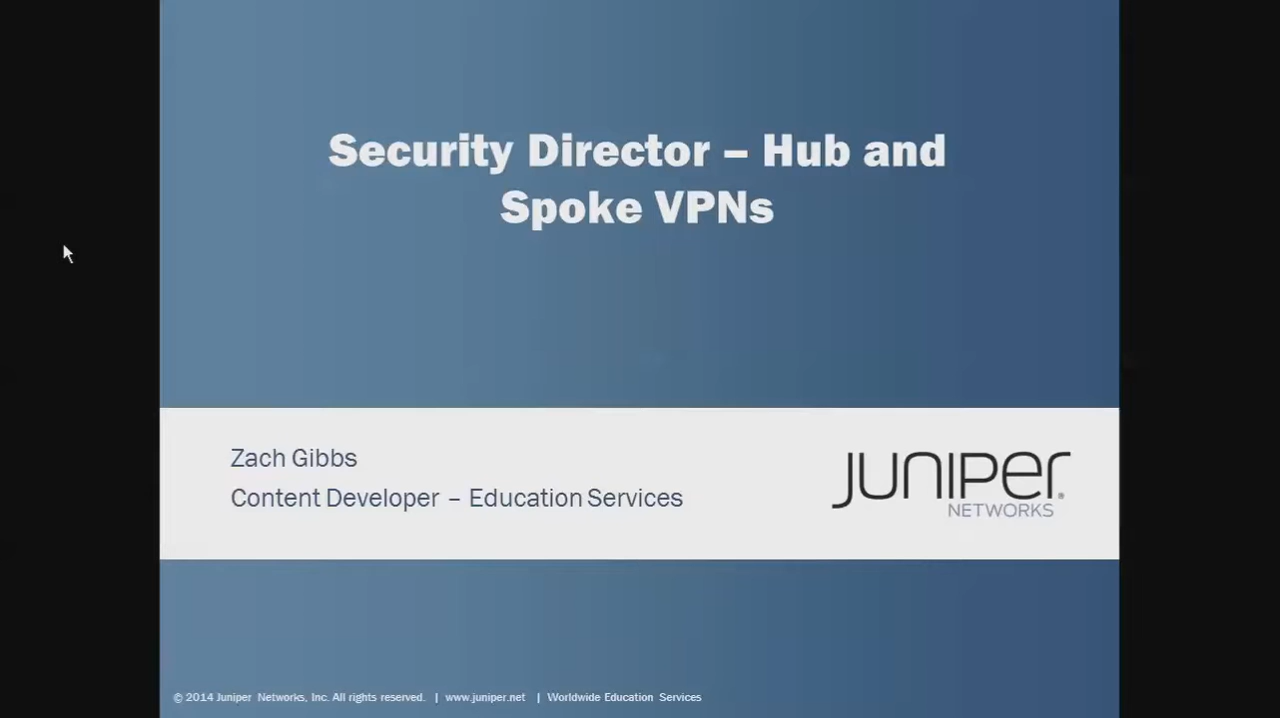 Security Director – Hub and
Spoke VPNs
Zach Gibbs
Content Developer – Education Services
JUNIPer
NETWORKS
© 2014 Juniper Networks, Inc. All rights reserved. | www.juniper.net | Worldwide Education Services